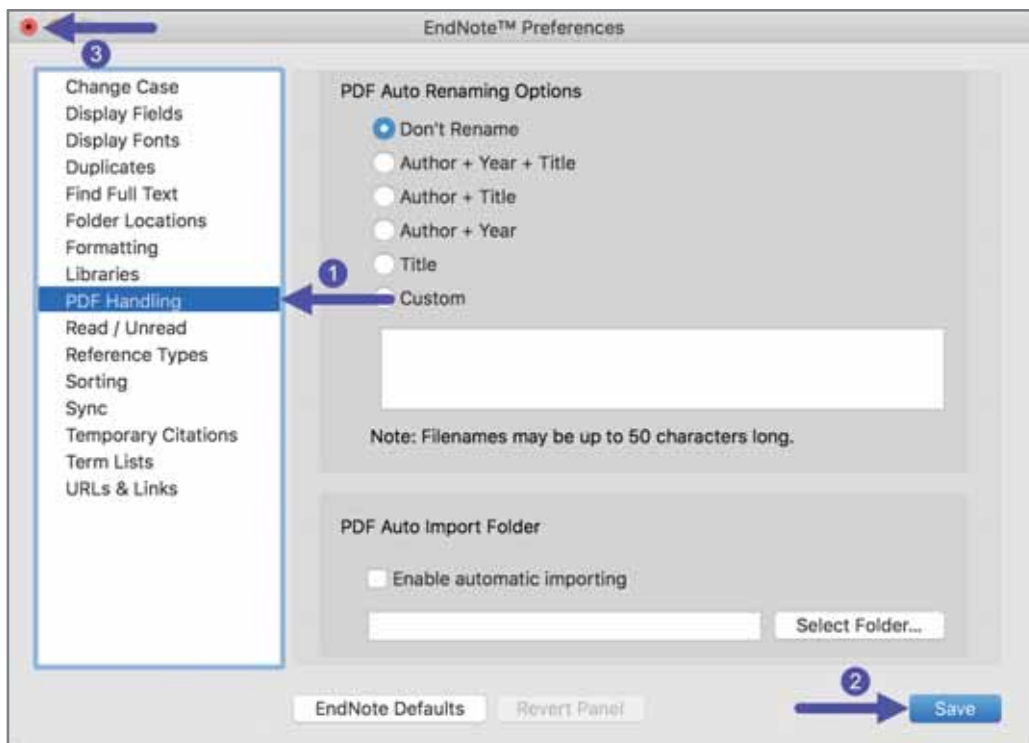 EndNote™ Preferences
3
Change Case
Display Fields
Display Fonts
Duplicates
Find Full Text
Folder Locations
Formatting
Libraries
PDF Handling
Read / Unread
Reference Types
Sorting
Sync
Temporary Citations
Term Lists
URLs & Links
1
PDF Auto Renaming Options
Don't Rename
Author + Year + Title
Author + Title
Author + Year
Title
Custom
Note: Filenames may be up to 50 characters long.
PDF Auto Import Folder
Enable automatic importing
Select Folder...
2
EndNote Defaults
Revert Panel
Save